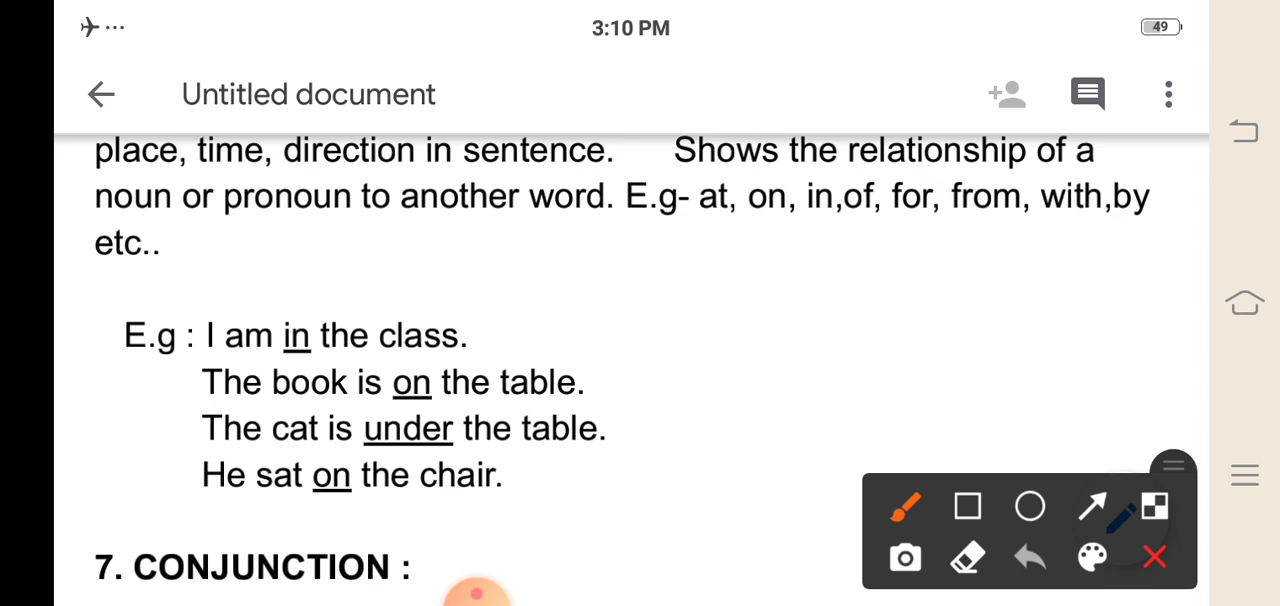 3:10 PM
49
Untitled document
place, time, direction in sentence. Shows the relationship of a
noun or pronoun to another word. E.g- at, on, in,of, for, from, with,by
etc..
E.g : I am in the class.
The book is on the table.
The cat is under the table.
He sat on the chair.
7. CONJUNCTION :